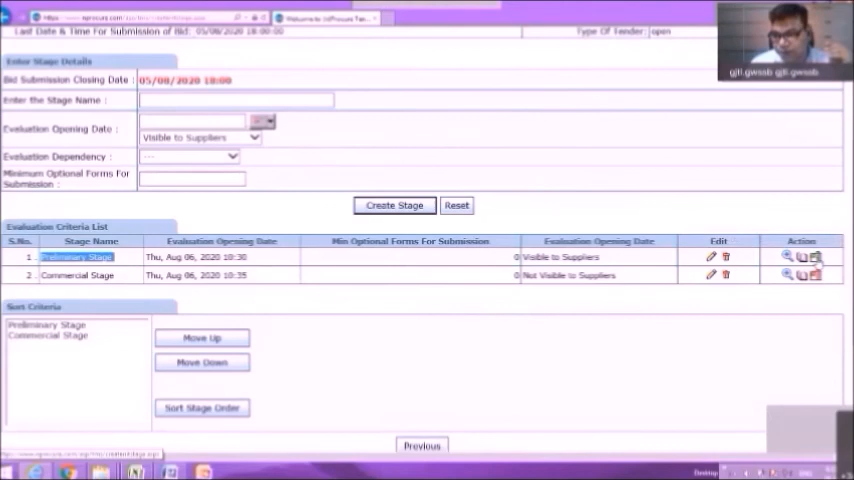 Last Date & Time For Submission of Bid: 05/08/2020 18:00:00 Type Of Tender: open
gjti.gwssb gjti.gwssb
Enter Stage Details
Bid Submission Closing Date : 05/08/2020 18:00
Enter the Stage Name :
Evaluation Opening Date :
Visible to Suppliers
Evaluation Dependency : ---
Minimum Optional Forms For
Submission :
Create Stage Reset
Evaluation Criteria List
S.No. Stage Name Evaluation Opening Date Min Optional Forms For Submission Evaluation Opening Date Edit Action
1 . Preliminary Stage Thu, Aug 06, 2020 10:30 0 Visible to Suppliers
2 . Commercial Stage Thu, Aug 06, 2020 10:35 0 Not Visible to Suppliers
Sort Criteria
Preliminary Stage
Commercial Stage
Move Up
Move Down
Sort Stage Order
Previous
Desktop